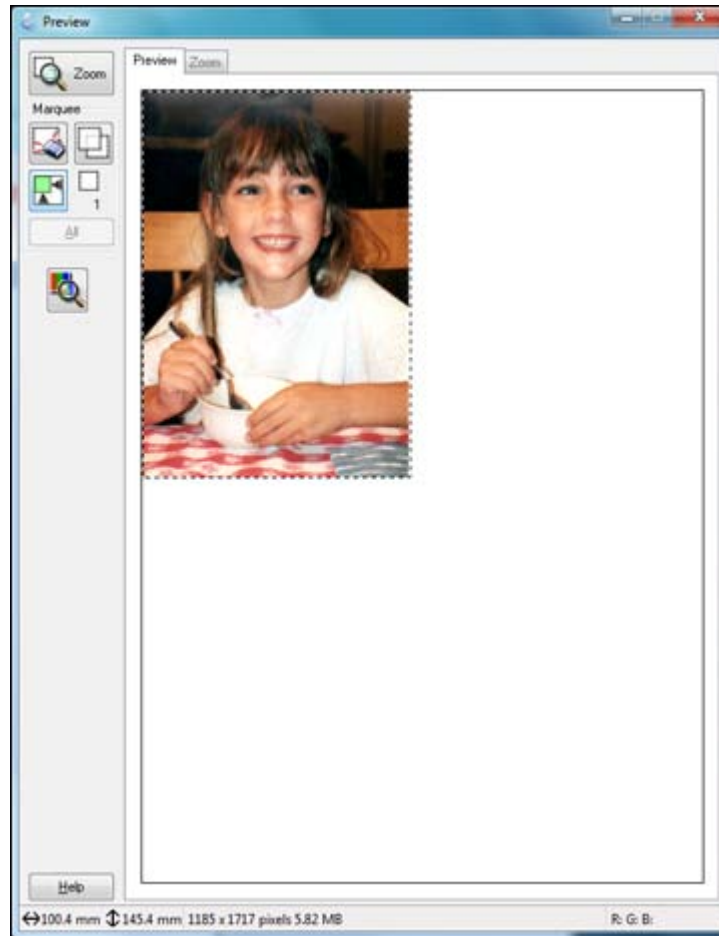 Preview
Zoom
Marquee
1
All
Help
Preview Zoom
100.4 mm 145.4 mm 1185 x 1717 pixels 5.82 MB
R: G: B: